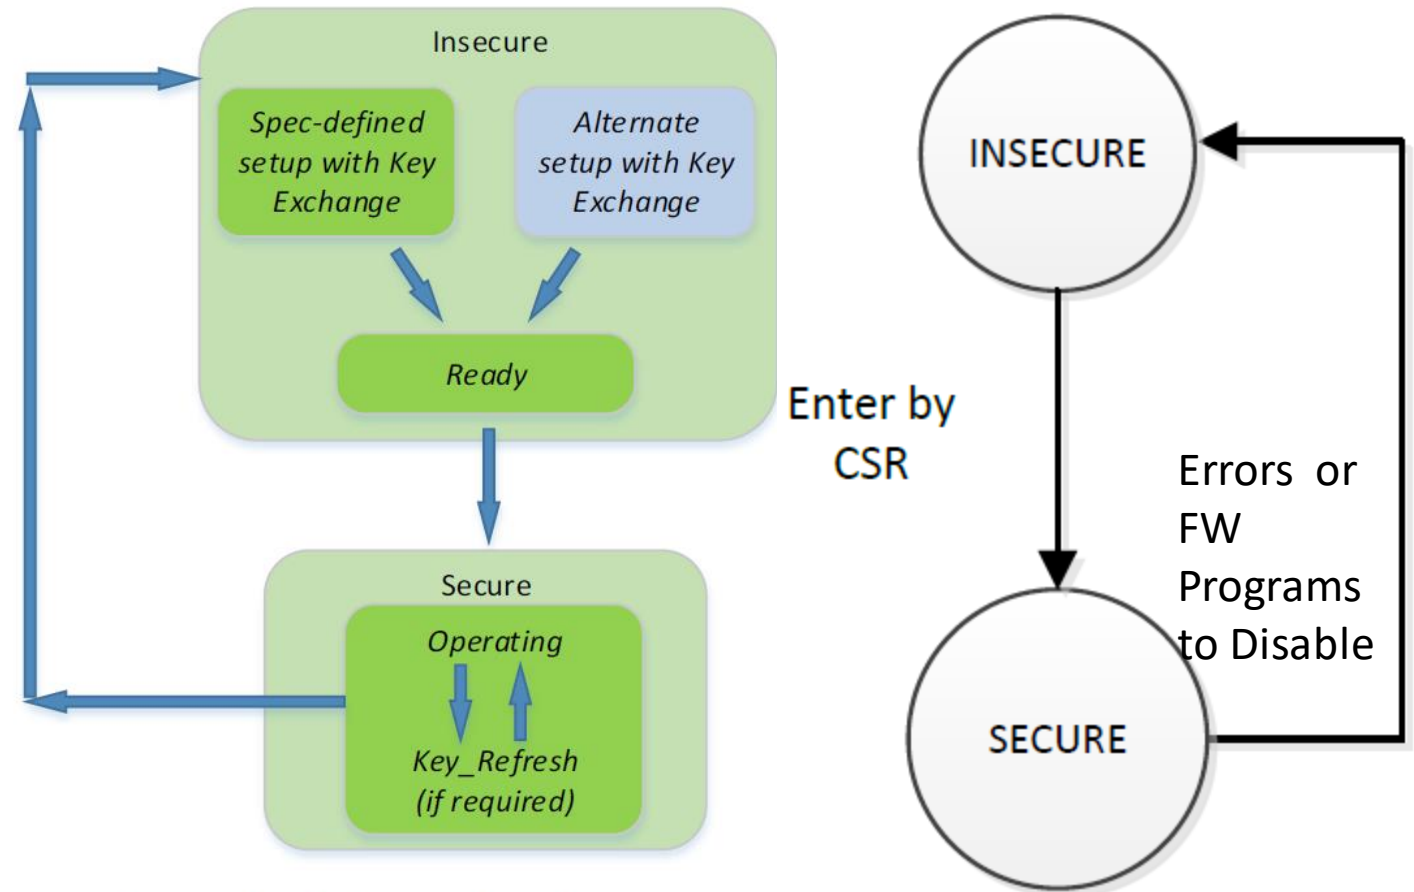 Insecure
Spec-defined
setup with Key
Exchange
Alternate
setup with Key
Exchange
Ready
Secure
Operating
Key_Refresh
(if required)
INSECURE
Enter by
CSR
Errors or
FW
Programs
to Disable
SECURE